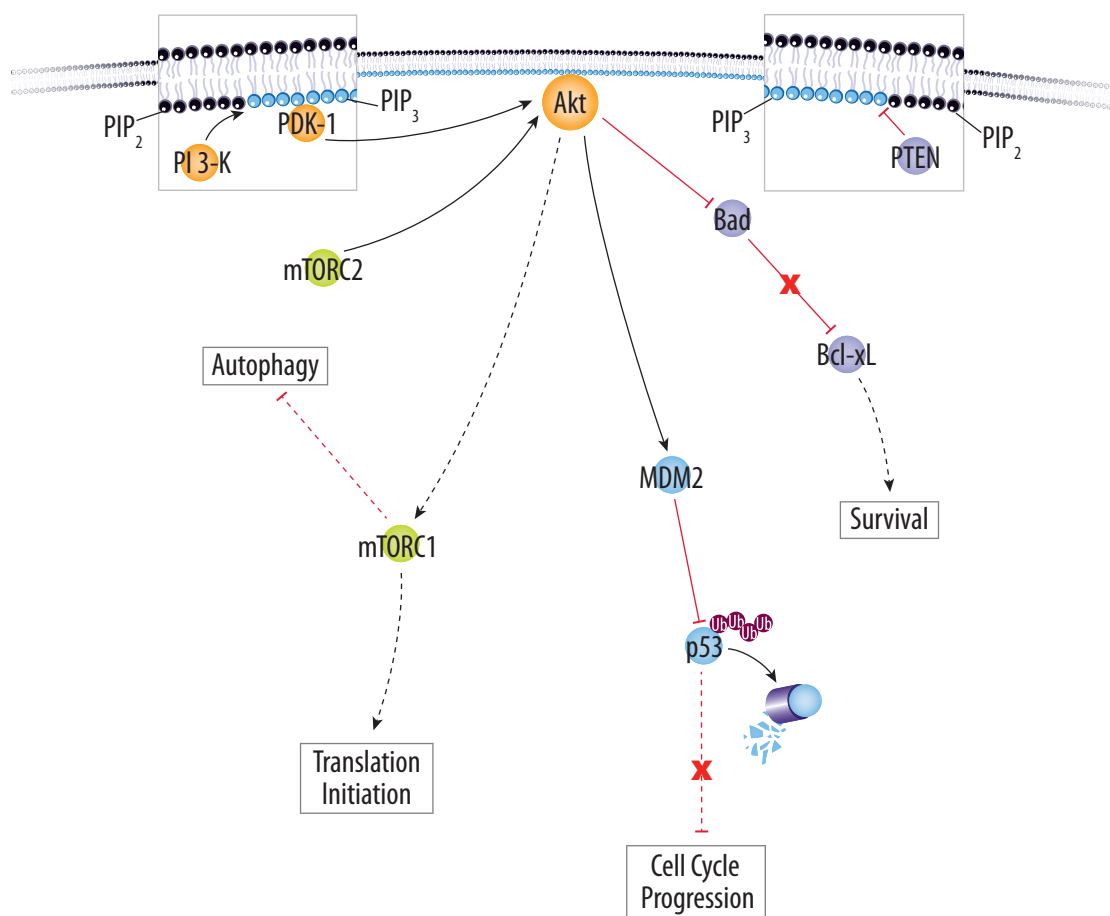 Akt
PIP3
PIP2
PDK-1
PI 3-K
PIP3
PIP2
PTEN
Bad
mTORC2
Bcl-xL
Autophagy
MDM2
Survival
mTORC1
Ub Ub Ub Ub
p53
Translation
Initiation
Cell Cycle
Progression